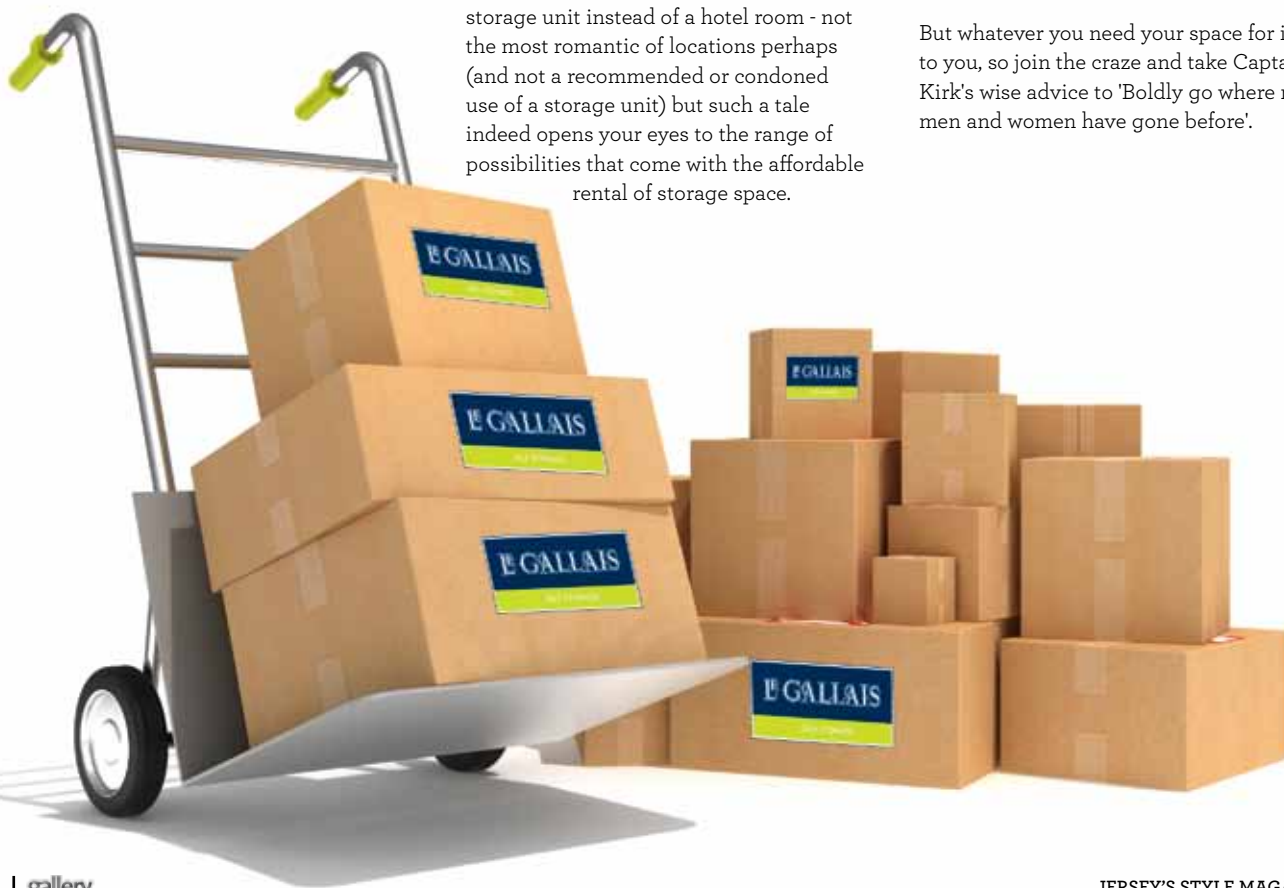 storage unit instead of a hotel room - not
the most romantic of locations perhaps
(and not a recommended or condoned
use of a storage unit) but such a tale
indeed opens your eyes to the range of
possibilities that come with the affordable
rental of storage space.
But whatever you need your space for i
to you, so join the craze and take Capta
Kirk's wise advice to 'Boldly go where
men and women have gone before'.
LE GALLAIS
LE GALLAIS
LE GALLAIS
LE GALLAIS
LE GALLAIS
gallery
JERSEY'S STYLE MAG